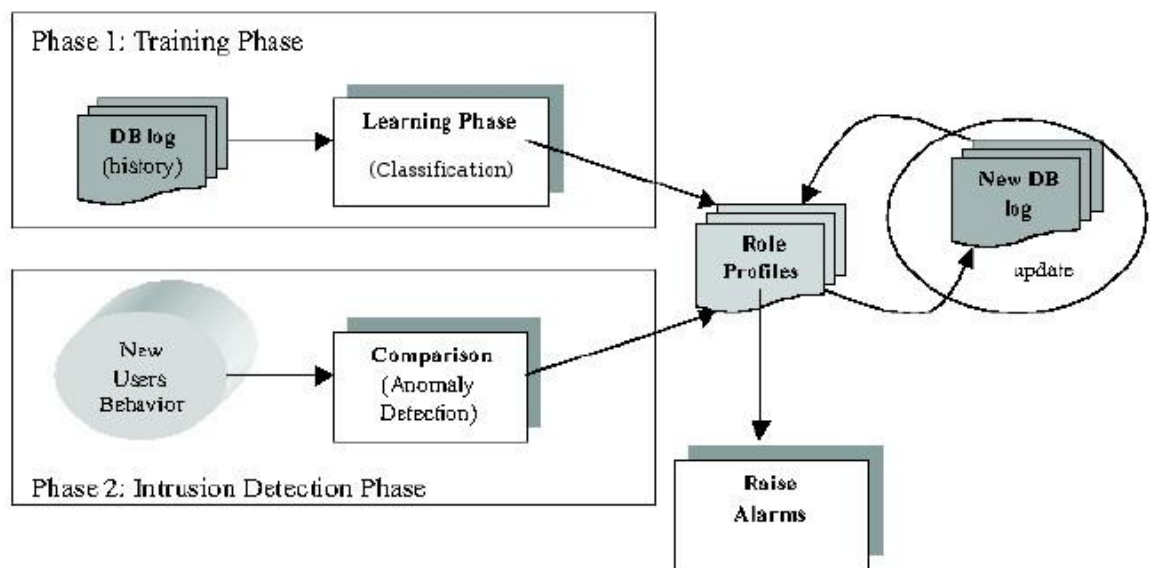 Phase 1: Training Phase
DB log
(history)
Learning Phase
(Classification)
New DB
log
update
Role
Profiles
New
Users
Behavior
Comparison
(Anomaly
Detection)
Phase 2: Intrusion Detection Phase
Raise
Alarms